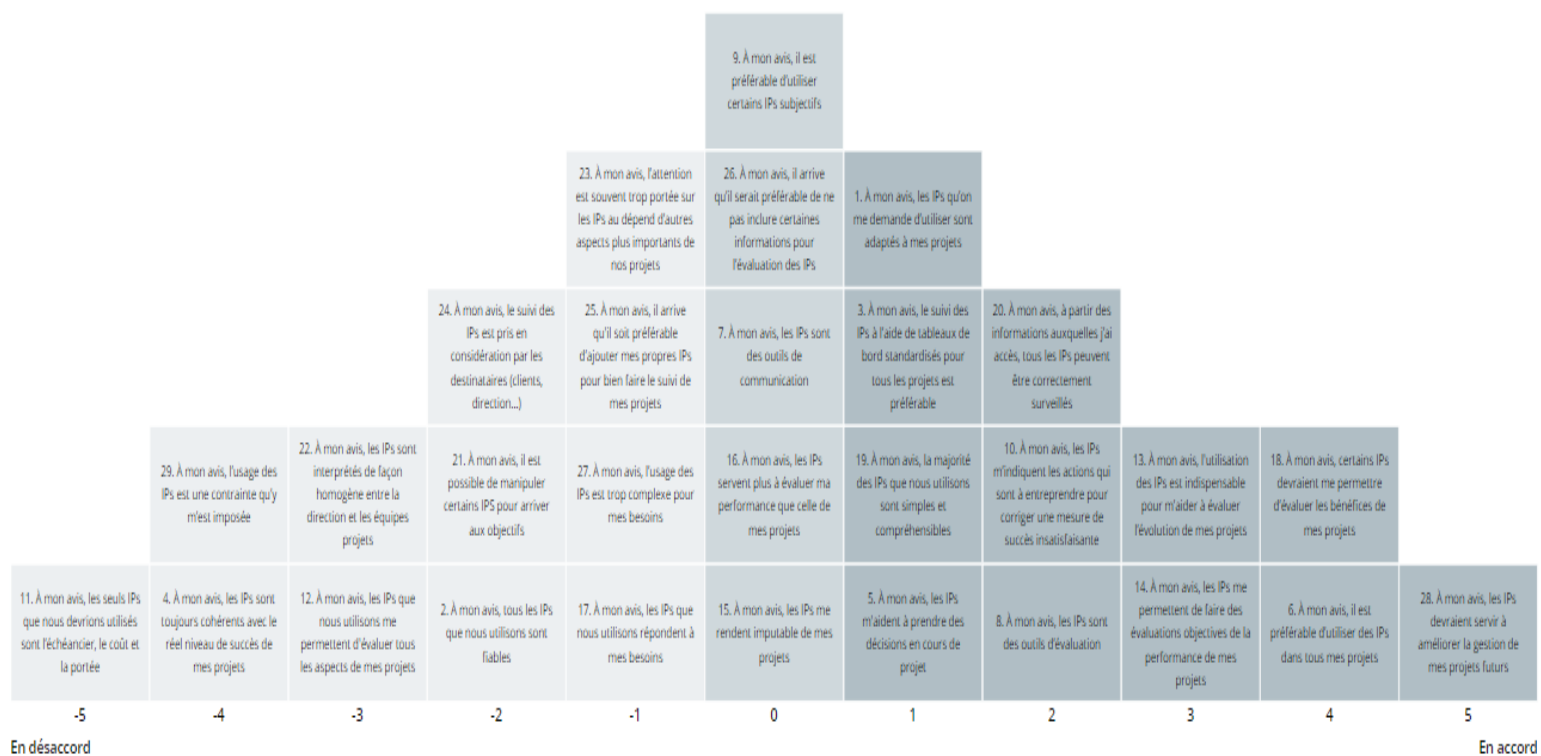 9. À mon avis, il est
préférable d'utiliser
certains IPs subjectifs
23. À mon avis, l'attention
est souvent trop portée sur
les IPs au dépend d'autres
aspects plus importants de
nos projets
26. À mon avis, il arrive
qu'il serait préférable de ne
pas inclure certaines
informations pour
l'évaluation des IPs
1. À mon avis, les IPs qu'on
me demande d'utiliser sont
adaptés à mes projets
24. À mon avis, le suivi des
IPs est pris en
considération par les
destinataires (clients,
direction...)
25. À mon avis, il arrive
qu'il soit préférable
d'ajouter mes propres IPs
pour bien faire le suivi de
mes projets
7. À mon avis, les IPs sont
des outils de
communication
3. À mon avis, le suivi des
IPs à l'aide de tableaux de
bord standardisés pour
tous les projets est
préférable
20. À mon avis, à partir des
informations auxquelles j'ai
accès, tous les IPs peuvent
être correctement
surveillés
29. À mon avis, l'usage des
IPs est une contrainte qu'y
m'est imposée
22. À mon avis, les IPs sont
interprétés de façon
homogène entre la
direction et les équipes
projets
21. À mon avis, il est
possible de manipuler
certains IPS pour arriver
aux objectifs
27. À mon avis, l'usage des
IPs est trop complexe pour
mes besoins
16. À mon avis, les IPs
servent plus à évaluer ma
performance que celle de
mes projets
19. À mon avis, la majorité
des IPs que nous utilisons
sont simples et
compréhensibles
10. À mon avis, les IPs
m'indiquent les actions qui
sont à entreprendre pour
corriger une mesure de
succès insatisfaisante
13. À mon avis, l'utilisation
des IPs est indispensable
pour m'aider à évaluer
l'évolution de mes projets
18. À mon avis, certains IPs
devraient me permettre
d'évaluer les bénéfices de
mes projets
11. À mon avis, les seuls IPs
que nous devrions utilisés
sont l'échéancier, le coût et
la portée
4. À mon avis, les IPs sont
toujours cohérents avec le
réel niveau de succès de
mes projets
12. À mon avis, les IPs que
nous utilisons me
permettent d'évaluer tous
les aspects de mes projets
2. À mon avis, tous les IPs
que nous utilisons sont
fiables
17. À mon avis, les IPs que
nous utilisons répondent à
mes besoins
15. À mon avis, les IPs me
rendent imputable de mes
projets
5. À mon avis, les IPs
m'aident à prendre des
décisions en cours de
projet
8. À mon avis, les IPs sont
des outils d'évaluation
14. À mon avis, les IPs me
permettent de faire des
évaluations objectives de la
performance de mes
projets
6. À mon avis, il est
préférable d'utiliser des IPs
dans tous mes projets
28. À mon avis, les IPs
devraient servir à
améliorer la gestion de
mes projets futurs
-5 -4 -3 -2 -1 0 1 2 3 4 5
En désaccord En accord